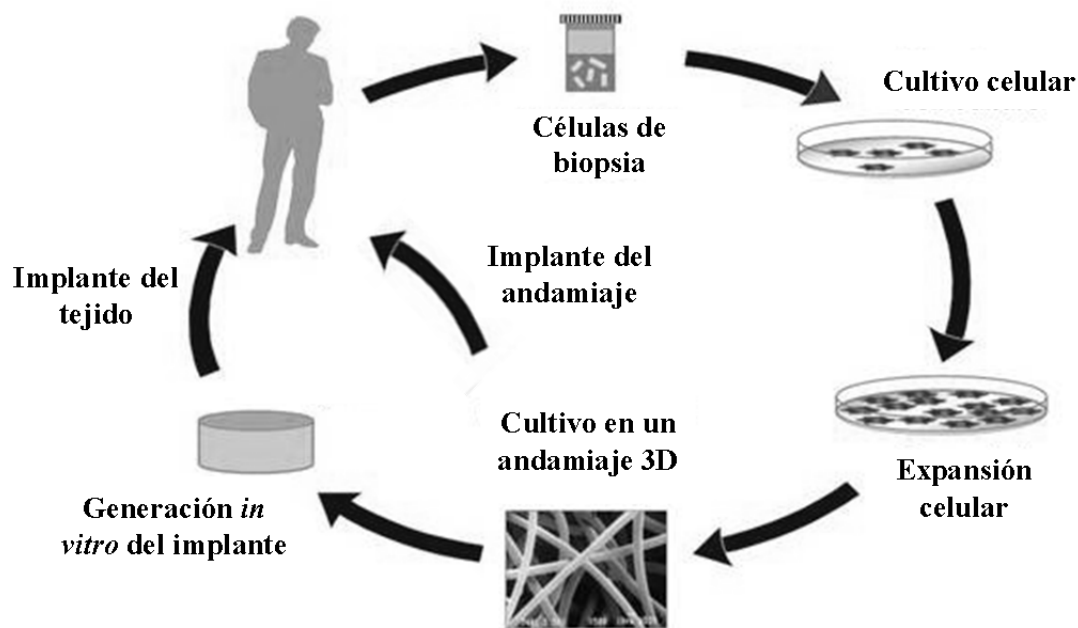 Células de
biopsia
Cultivo celular
Expansión
celular
Cultivo en un
andamiaje 3D
Generación in
vitro del implante
Implante del
tejido
Implante del
andamiaje